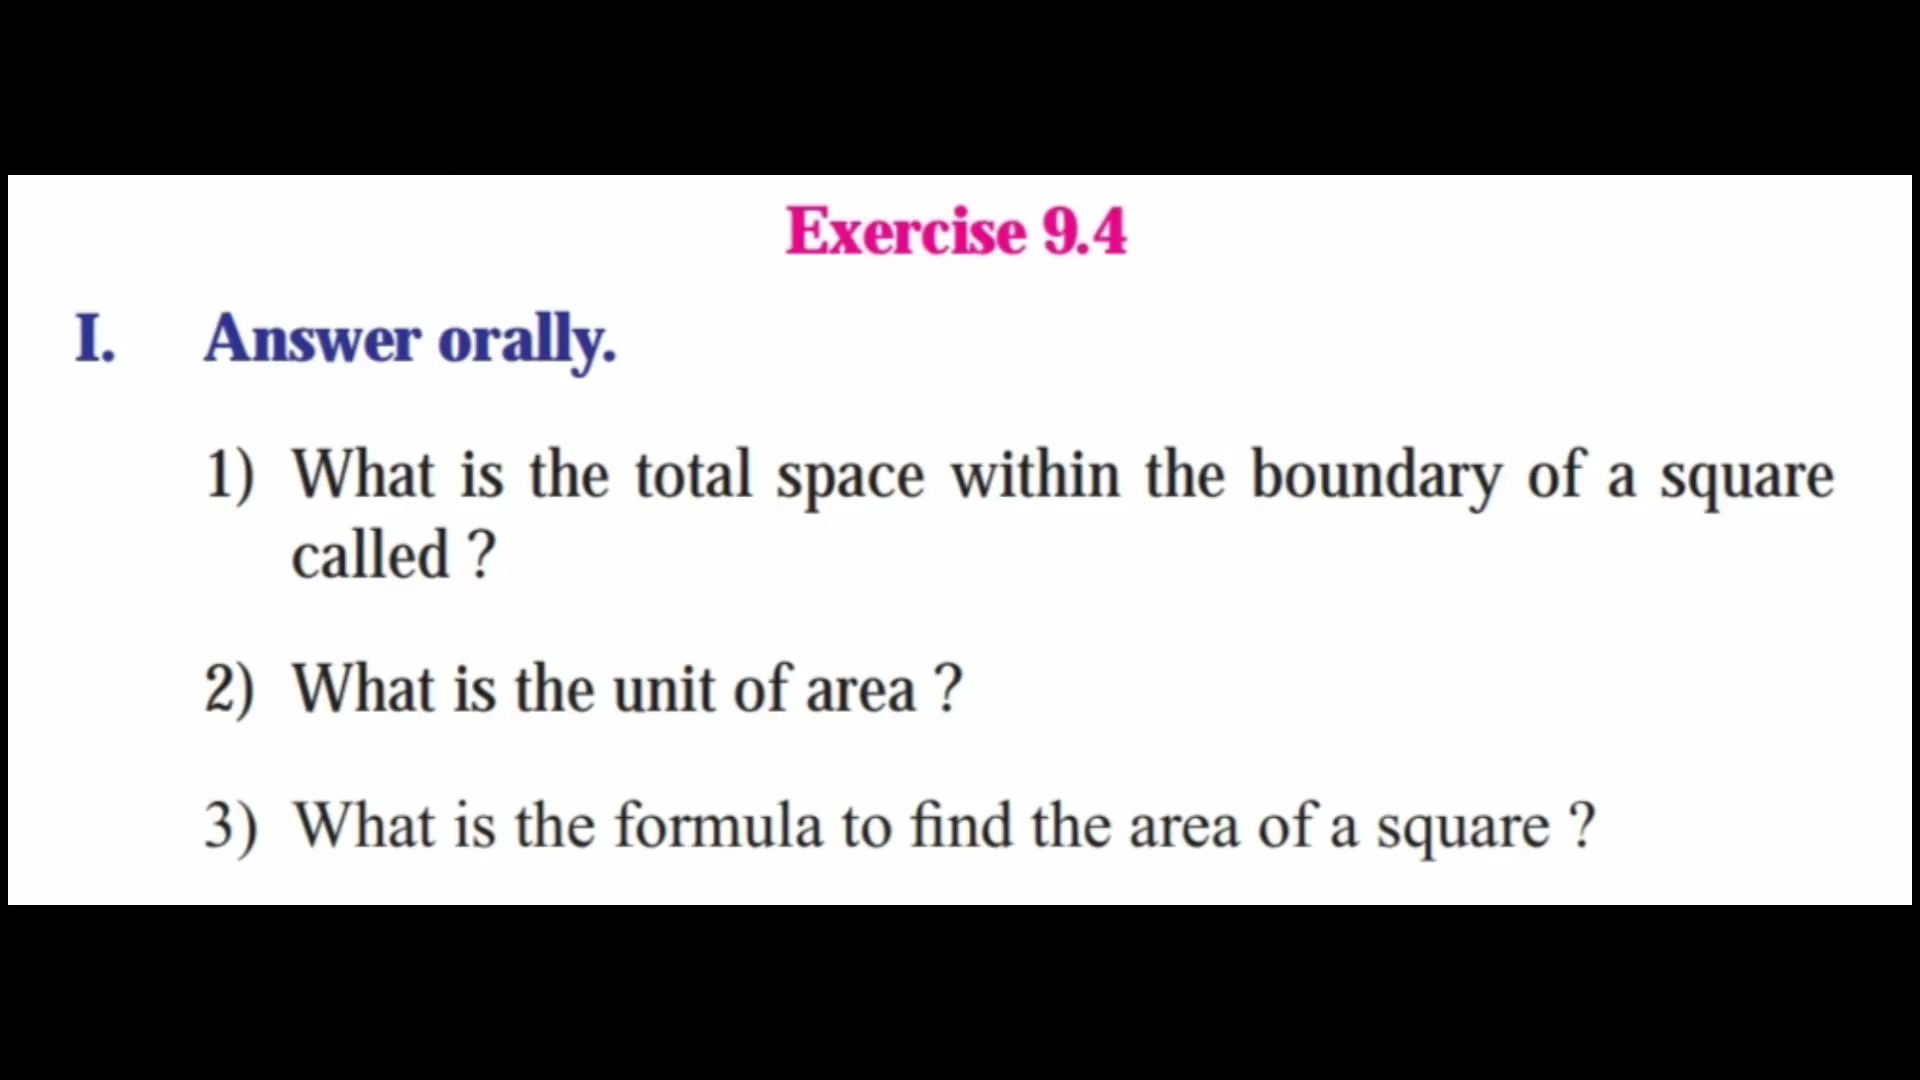 Exercise 9.4
I. Answer orally.
1) What is the total space within the boundary of a square
called ?
2) What is the unit of area ?
3) What is the formula to find the area of a square ?